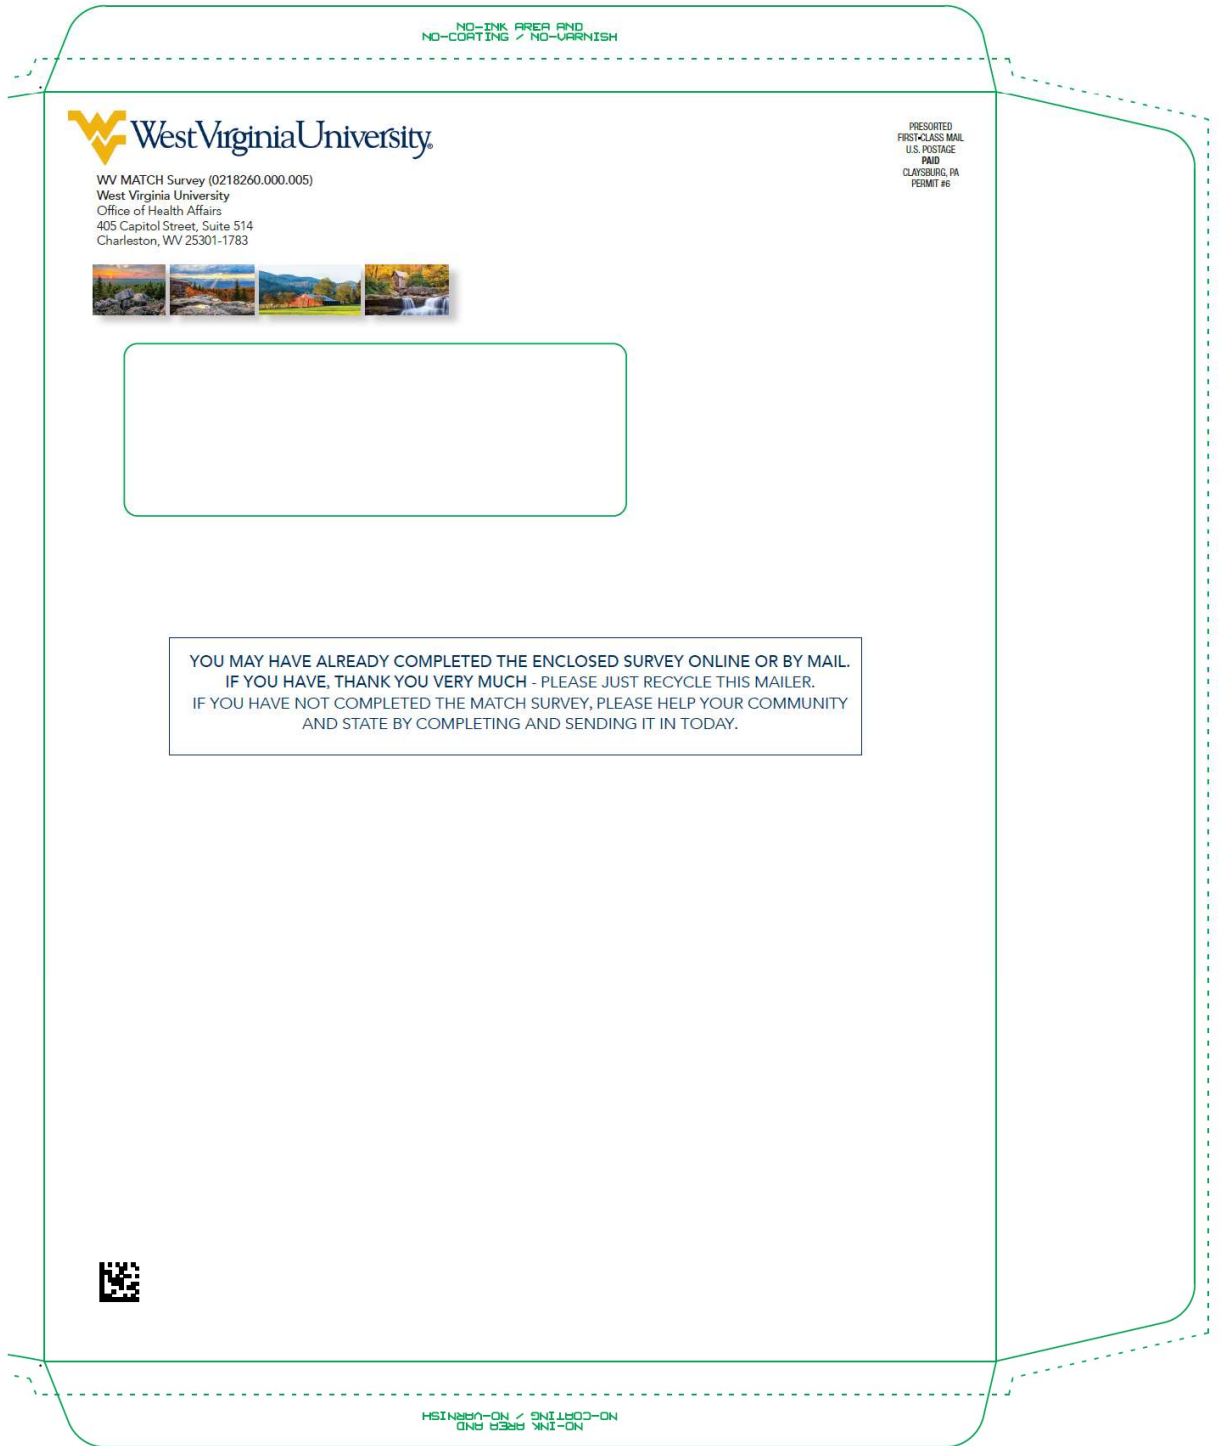 NO-INK AREA AND
NO-COATING / NO-VARNISH
WestVirginiaUniversity®
PRESORTED
FIRST-CLASS MAIL
U.S. POSTAGE
PAID
CLAYSBURG, PA
PERMIT #6
WV MATCH Survey (0218260.000.005)
West Virginia University
Office of Health Affairs
405 Capitol Street, Suite 514
Charleston, WV 25301-1783
YOU MAY HAVE ALREADY COMPLETED THE ENCLOSED SURVEY ONLINE OR BY MAIL.
IF YOU HAVE, THANK YOU VERY MUCH - PLEASE JUST RECYCLE THIS MAILER.
IF YOU HAVE NOT COMPLETED THE MATCH SURVEY, PLEASE HELP YOUR COMMUNITY
AND STATE BY COMPLETING AND SENDING IT IN TODAY.
NO-INK AREA AND
NO-COATING / NO-VARNISH